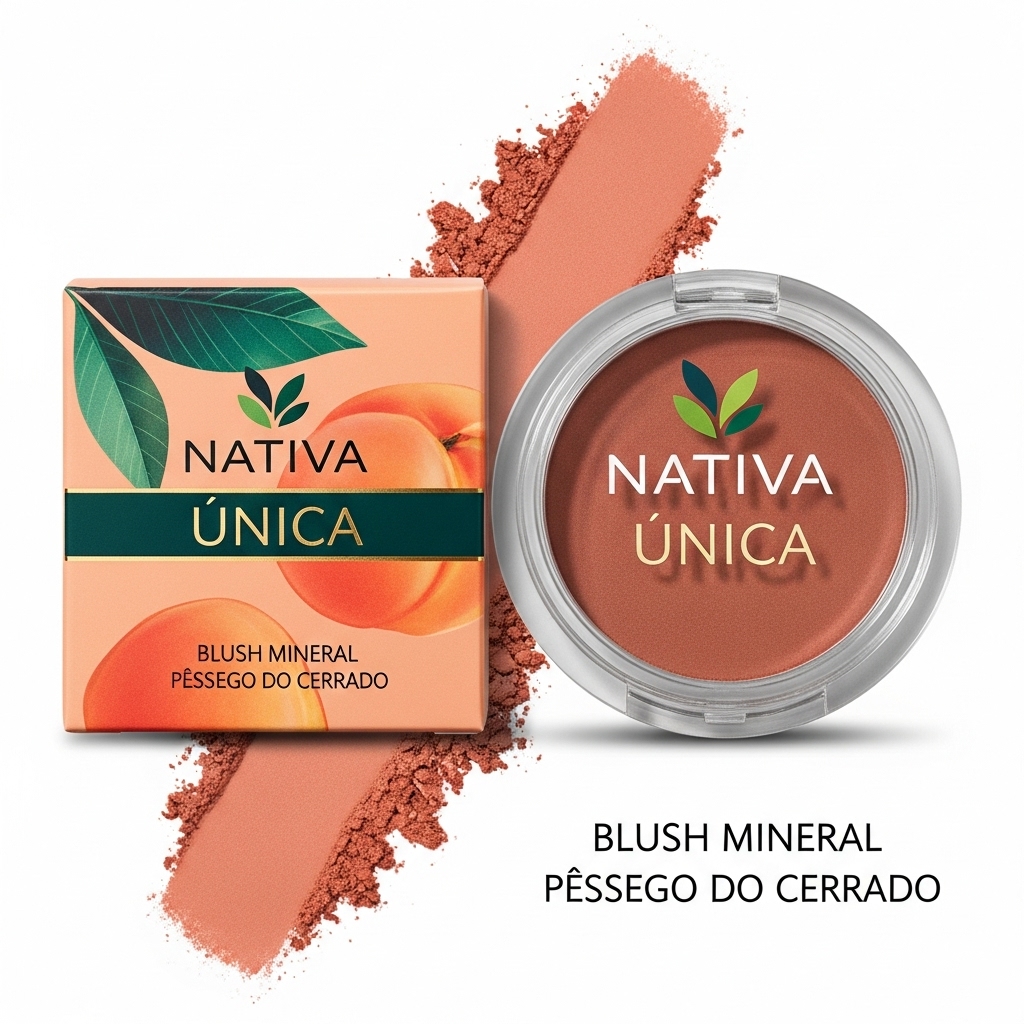 NATIVA
ÚNICA
BLUSH MINERAL
PÊSSEGO DO CERRADO
NATIVA
ÚNICA
BLUSH MINERAL
PÊSSEGO DO CERRADO